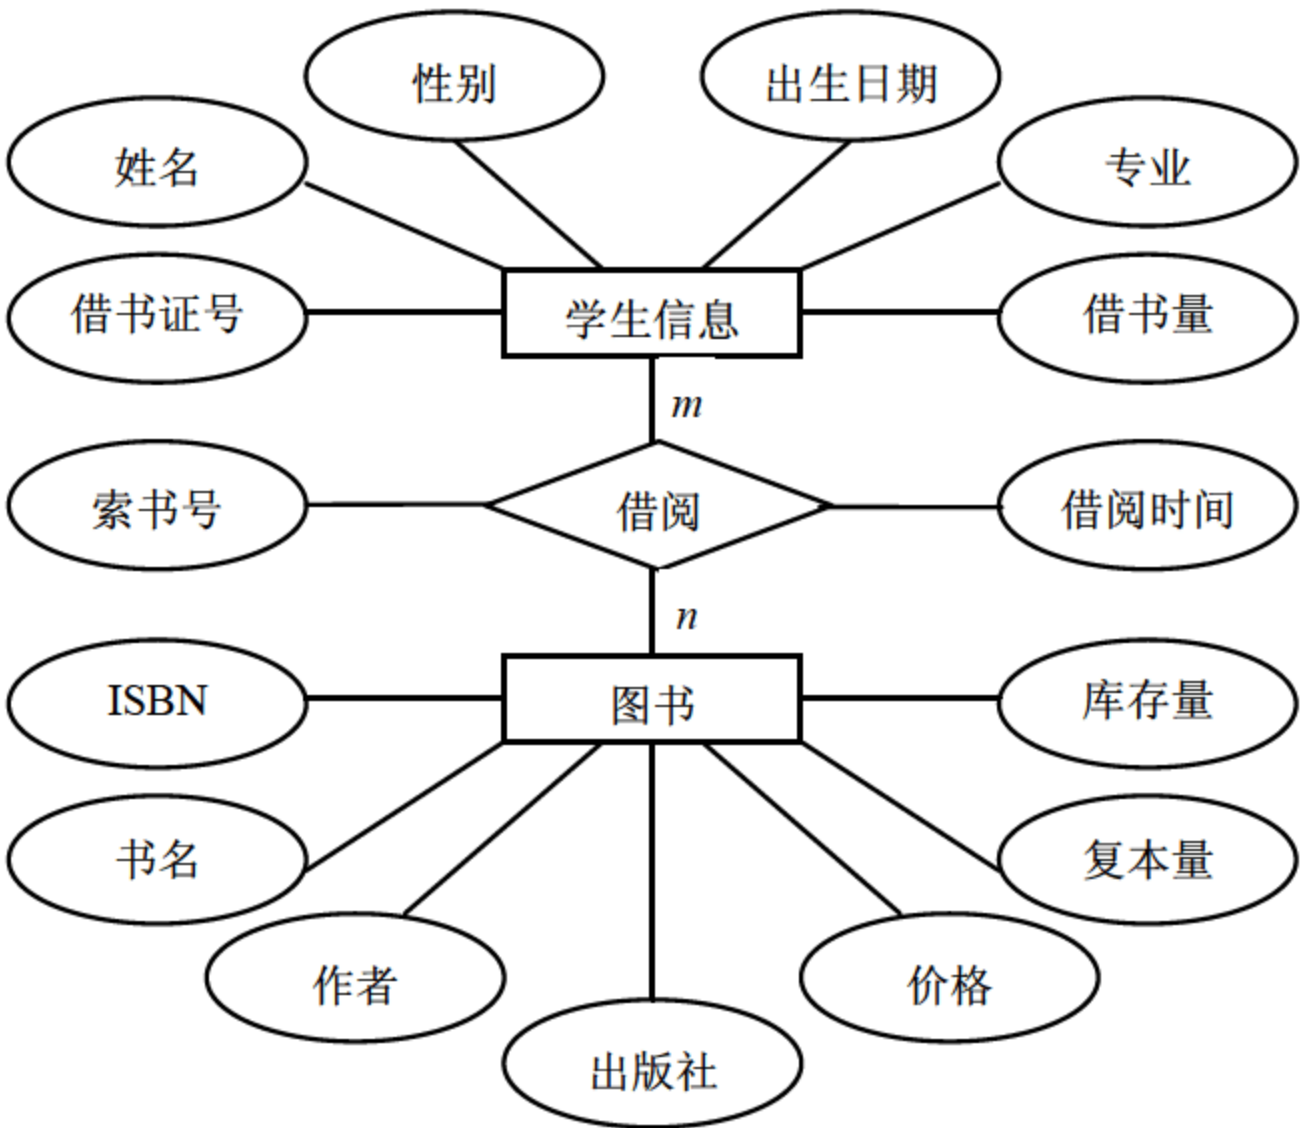 性别
出生日期
姓名
专业
借书证号
学生信息
借书量
m
索书号
借阅
借阅时间
n
ISBN
图书
库存量
书名
复本量
作者
价格
出版社